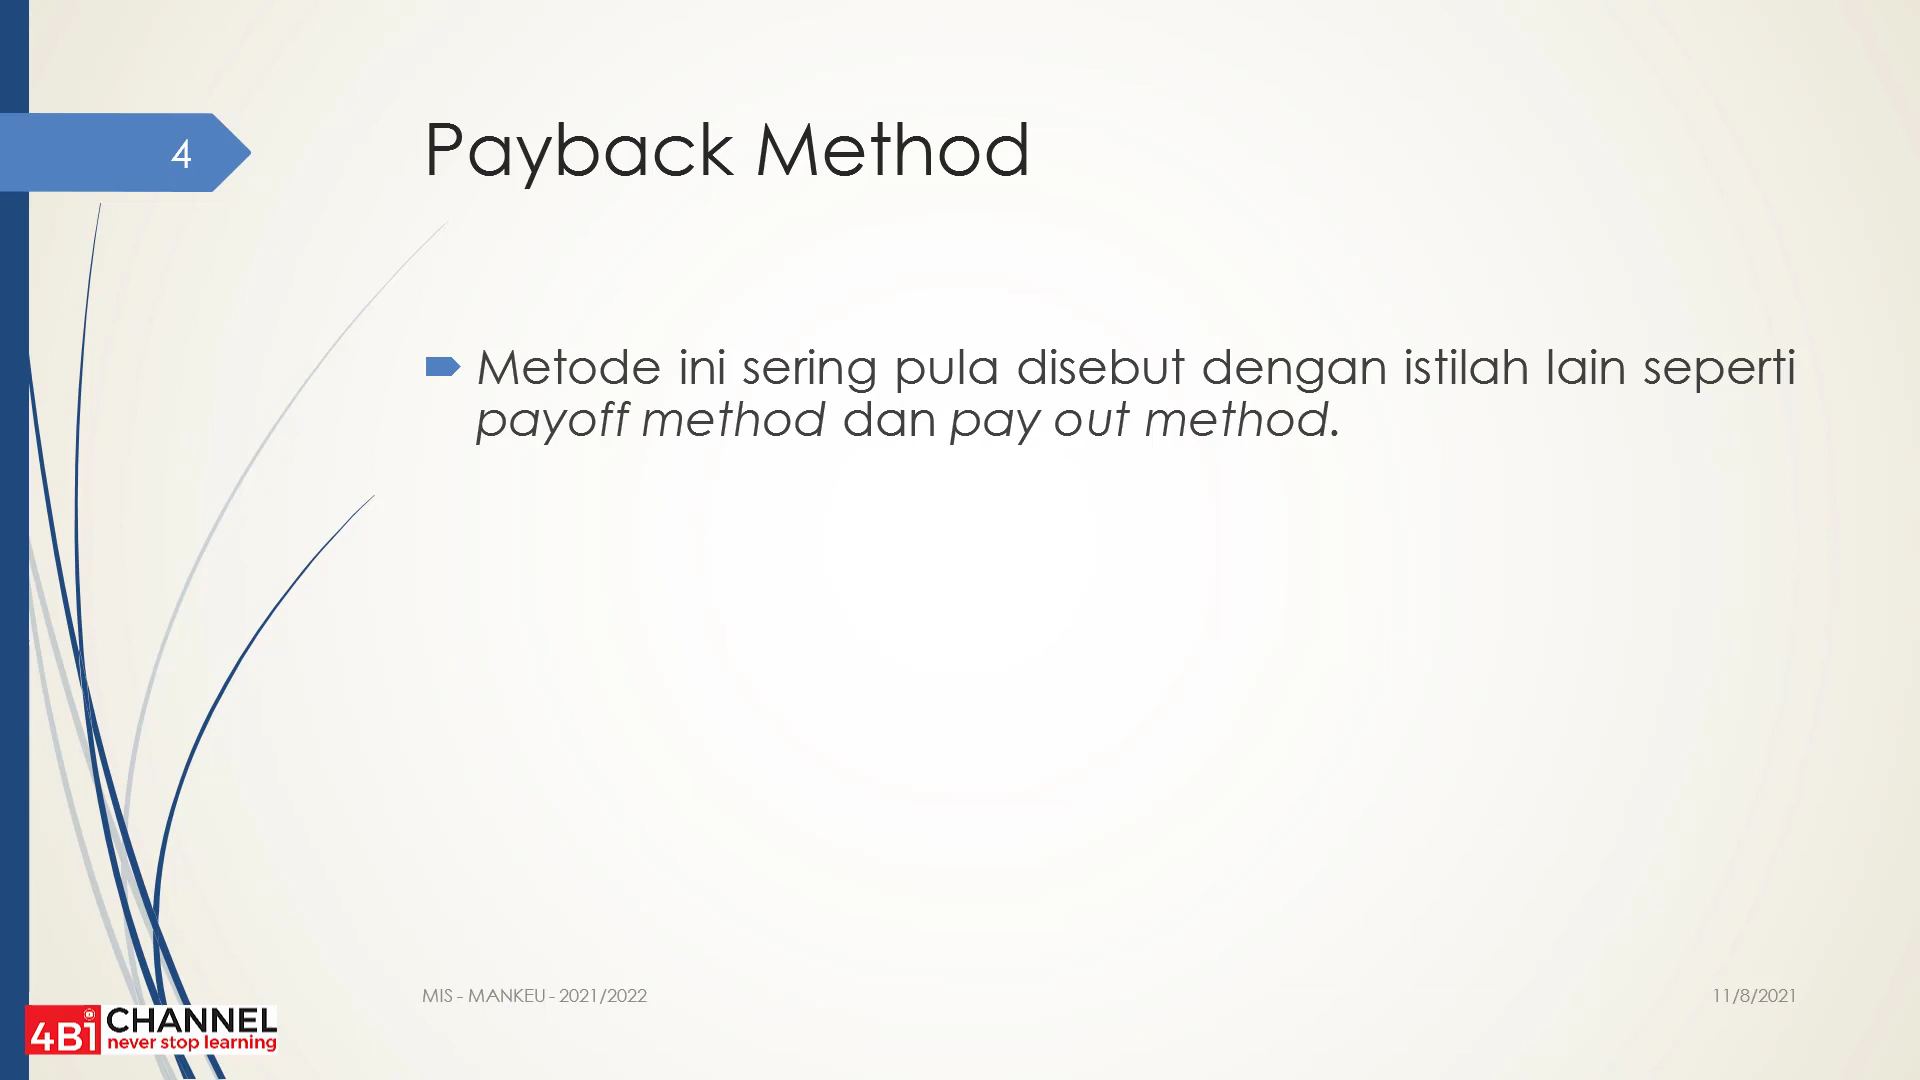 4
Payback Method
Metode ini sering pula disebut dengan istilah lain seperti
payoff method dan pay out method.
MIS - MANKEU - 2021/2022
11/8/2021
4Bi CHANNEL
never stop learning